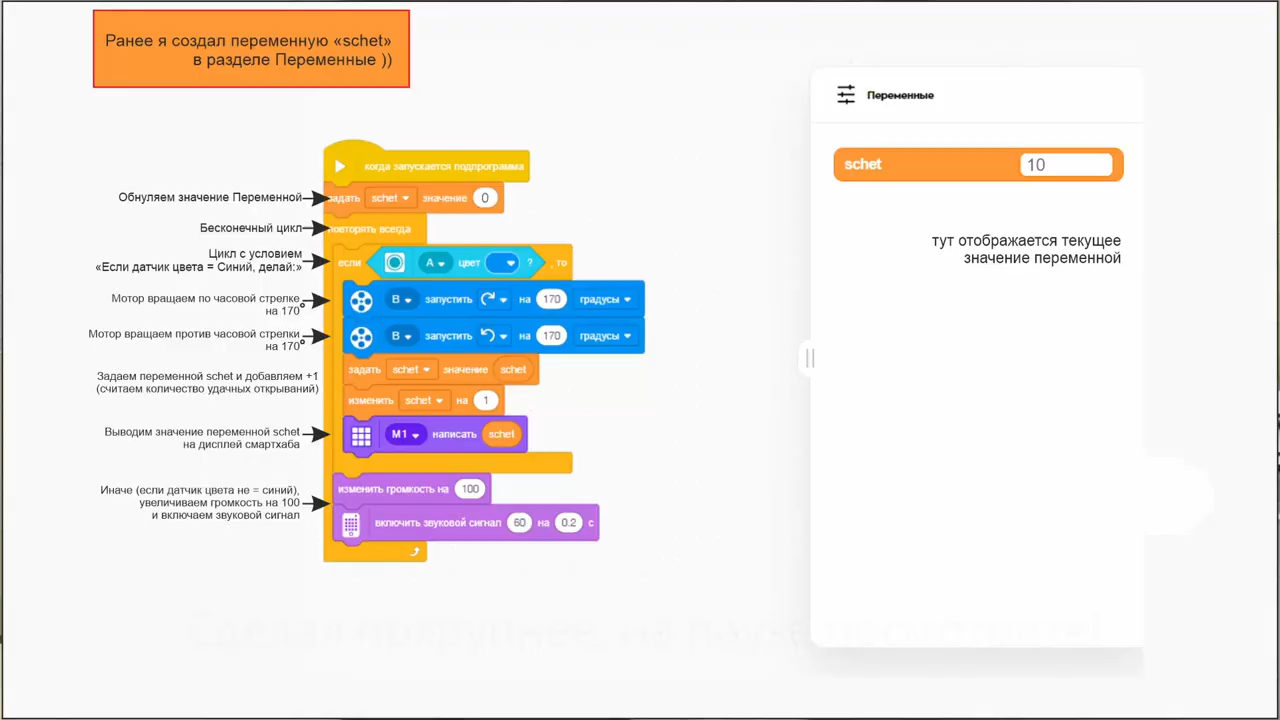 Ранее я создал переменную «schet»
в разделе Переменные ))
Переменные
schet 10
тут отображается текущее
значение переменной
когда запускается подпрограмма
Обнуляем значение Переменной
задать schet значение 0
Бесконечный цикл
повторять всегда
Цикл с условием
«Если датчик цвета = Синий, делай:»
если A цвет ? , то
Мотор вращаем по часовой стрелке
на 170°
B запустить на 170 градусы
Мотор вращаем против часовой стрелки
на 170°
B запустить на 170 градусы
Задаем переменной schet и добавляем +1
(считаем количество удачных открываний)
задать schet значение schet
изменить schet на 1
Выводим значение переменной schet
на дисплей смартхаба
M1 написать schet
Иначе (если датчик цвета не = синий),
увеличиваем громкость на 100
и включаем звуковой сигнал
изменить громкость на 100
включить звуковой сигнал 60 на 0.2 с